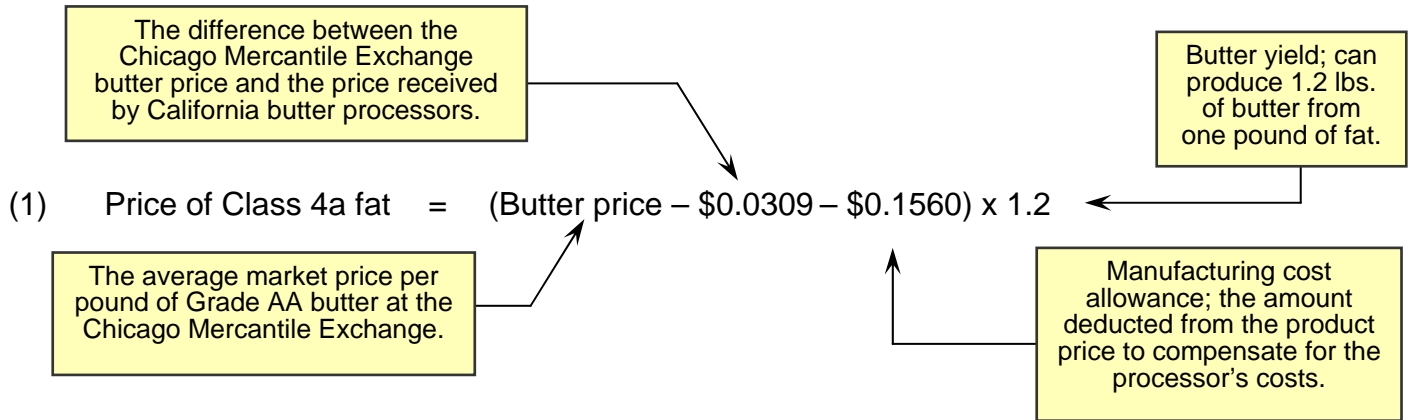 The difference between the
Chicago Mercantile Exchange
butter price and the price received
by California butter processors.
Butter yield; can
produce 1.2 lbs.
of butter from
one pound of fat.
(1) Price of Class 4a fat = (Butter price – $0.0309 – $0.1560) x 1.2
The average market price per
pound of Grade AA butter at the
Chicago Mercantile Exchange.
Manufacturing cost
allowance; the amount
deducted from the product
price to compensate for the
processor's costs.